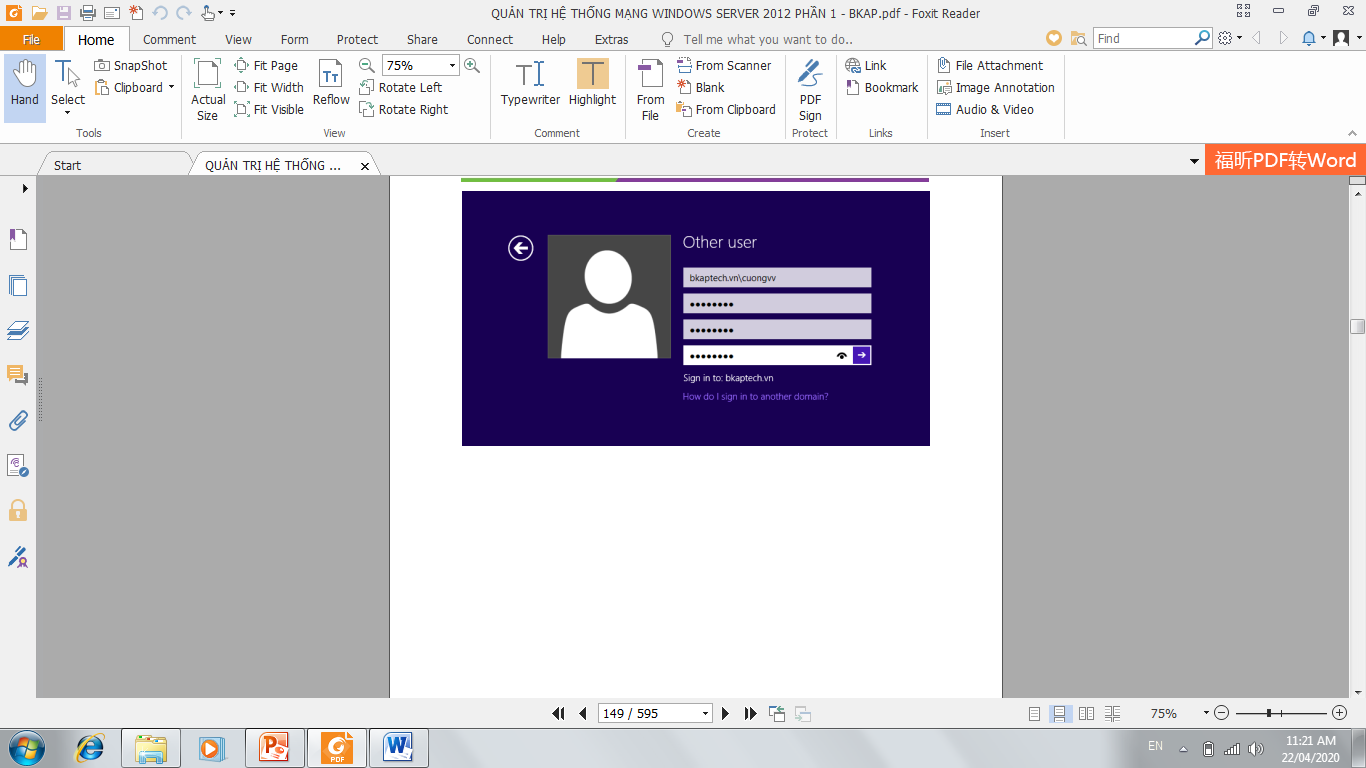 QUẢN TRỊ HỆ THỐNG MẠNG WINDOWS SERVER 2012 PHẦN 1 - BKAP.pdf - Foxit Reader
File Home Comment View Form Protect Share Connect Help Extras Tell me what you want to do.. Find
Hand
Select
SnapShot
Clipboard
Tools
Actual Size
Fit Page
Fit Width
Fit Visible
Reflow
75%
Rotate Left
Rotate Right
View
Typewriter
Highlight
Comment
From File
From Scanner
Blank
From Clipboard
Create
PDF Sign
Protect
Link
Bookmark
Links
File Attachment
Image Annotation
Audio & Video
Insert
Start
QUẢN TRỊ HỆ THỐNG ...
福昕PDF转Word
Other user
bkaptech.vn\cuongvv
Sign in to: bkaptech.vn
How do I sign in to another domain?
149 / 595
75%
PDF
EN
11:21 AM
22/04/2020